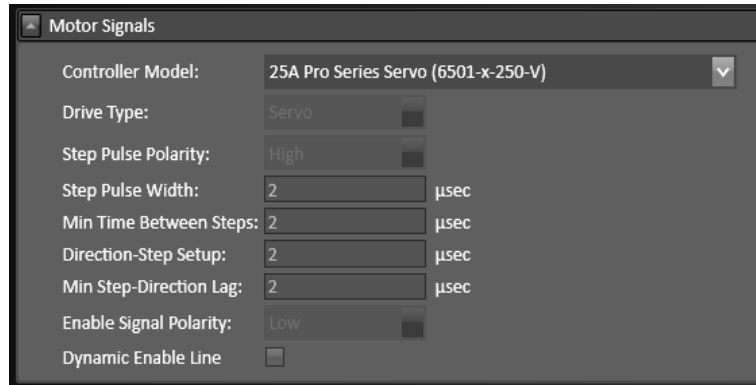 Motor Signals
Controller Model: 25A Pro Series Servo (6501-x-250-V)
Drive Type: Servo
Step Pulse Polarity: High
Step Pulse Width: 2 µsec
Min Time Between Steps: 2 µsec
Direction-Step Setup: 2 µsec
Min Step-Direction Lag: 2 µsec
Enable Signal Polarity: Low
Dynamic Enable Line